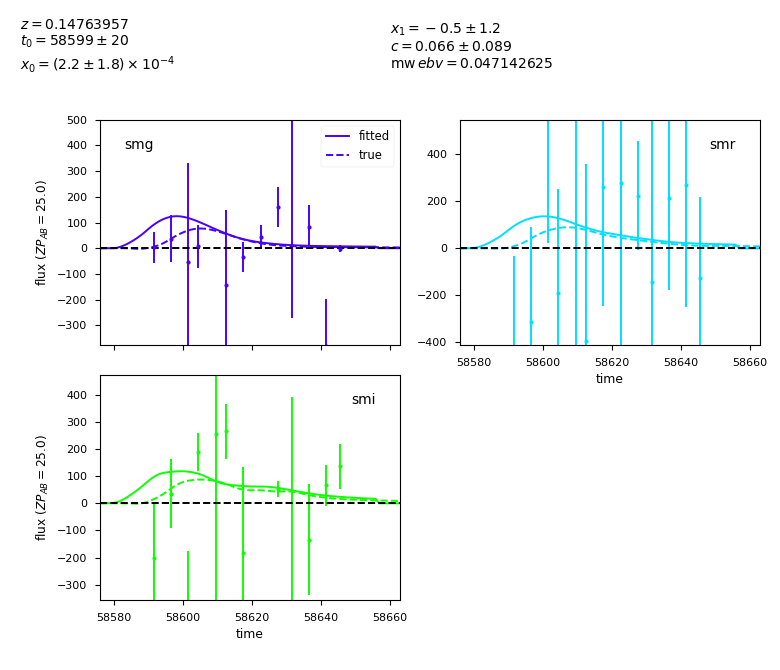 z = 0.14763957
t₀ = 58599 ± 20
x₀ = (2.2 ± 1.8) × 10⁻⁴
x₁ = −0.5 ± 1.2
c = 0.066 ± 0.089
mw ebv = 0.047142625
smg
fitted
true
flux (ZP_AB = 25.0)
500
400
300
200
100
0
−100
−200
−300
smr
400
200
0
−200
−400
58580 58600 58620 58640 58660
time
smi
flux (ZP_AB = 25.0)
400
300
200
100
0
−100
−200
−300
58580 58600 58620 58640 58660
time